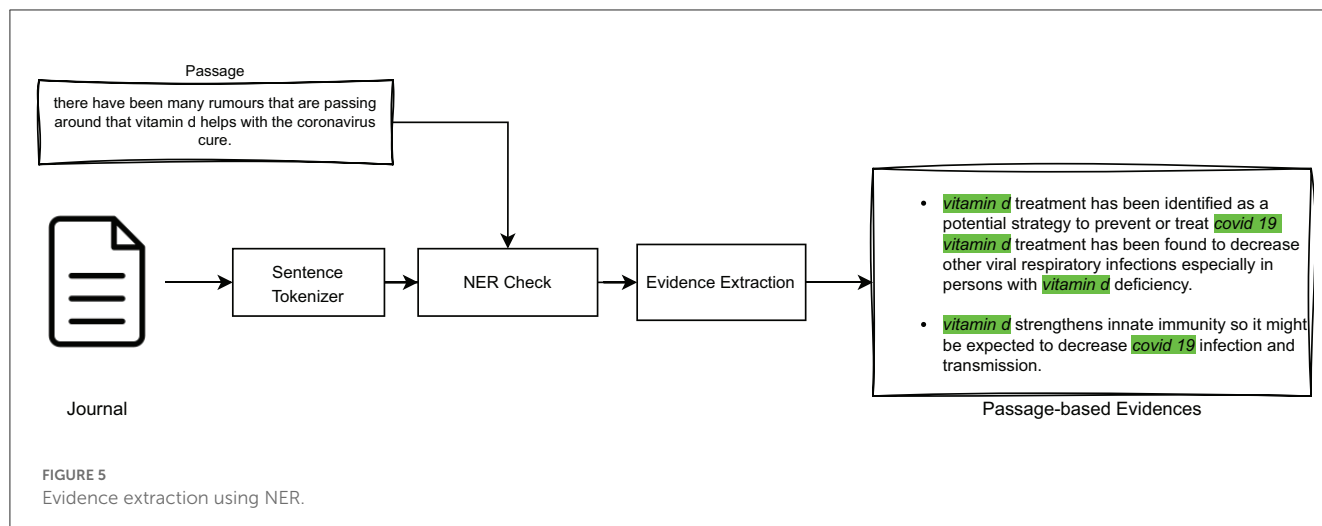 Passage
there have been many rumours that are passing
around that vitamin d helps with the coronavirus
cure.
Sentence
Tokenizer
NER Check
Evidence Extraction
• vitamin d treatment has been identified as a
potential strategy to prevent or treat covid 19
vitamin d treatment has been found to decrease
other viral respiratory infections especially in
persons with vitamin d deficiency.
• vitamin d strengthens innate immunity so it might
be expected to decrease covid 19 infection and
transmission.
Journal
Passage-based Evidences
FIGURE 5
Evidence extraction using NER.